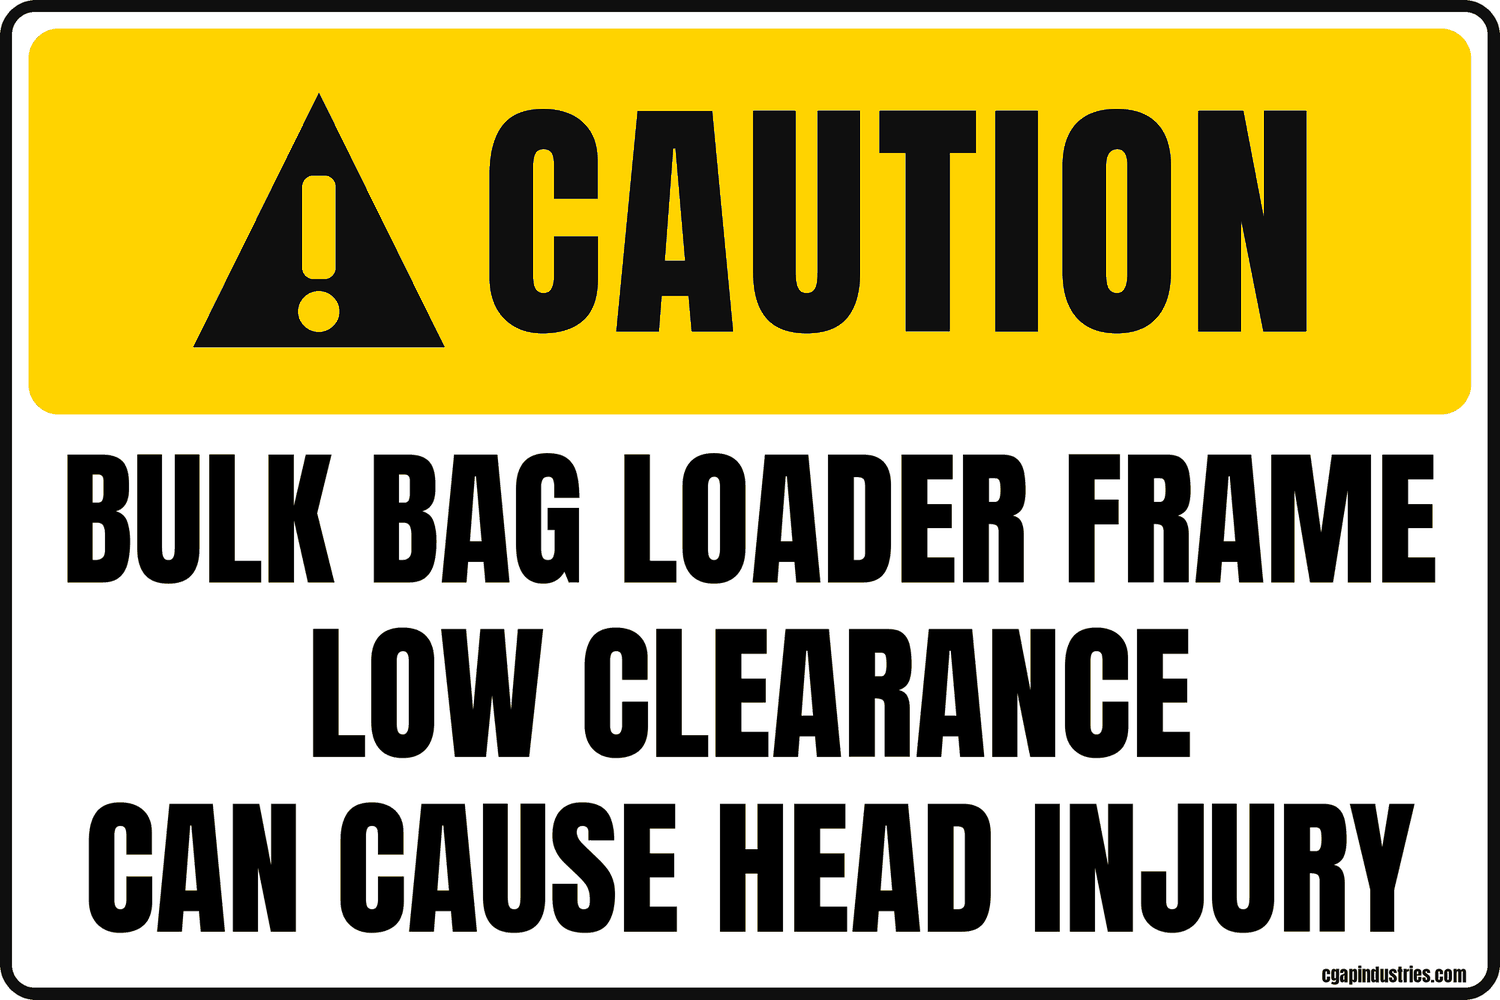 CAUTION
BULK BAG LOADER FRAME
LOW CLEARANCE
CAN CAUSE HEAD INJURY
cgapindustries.com